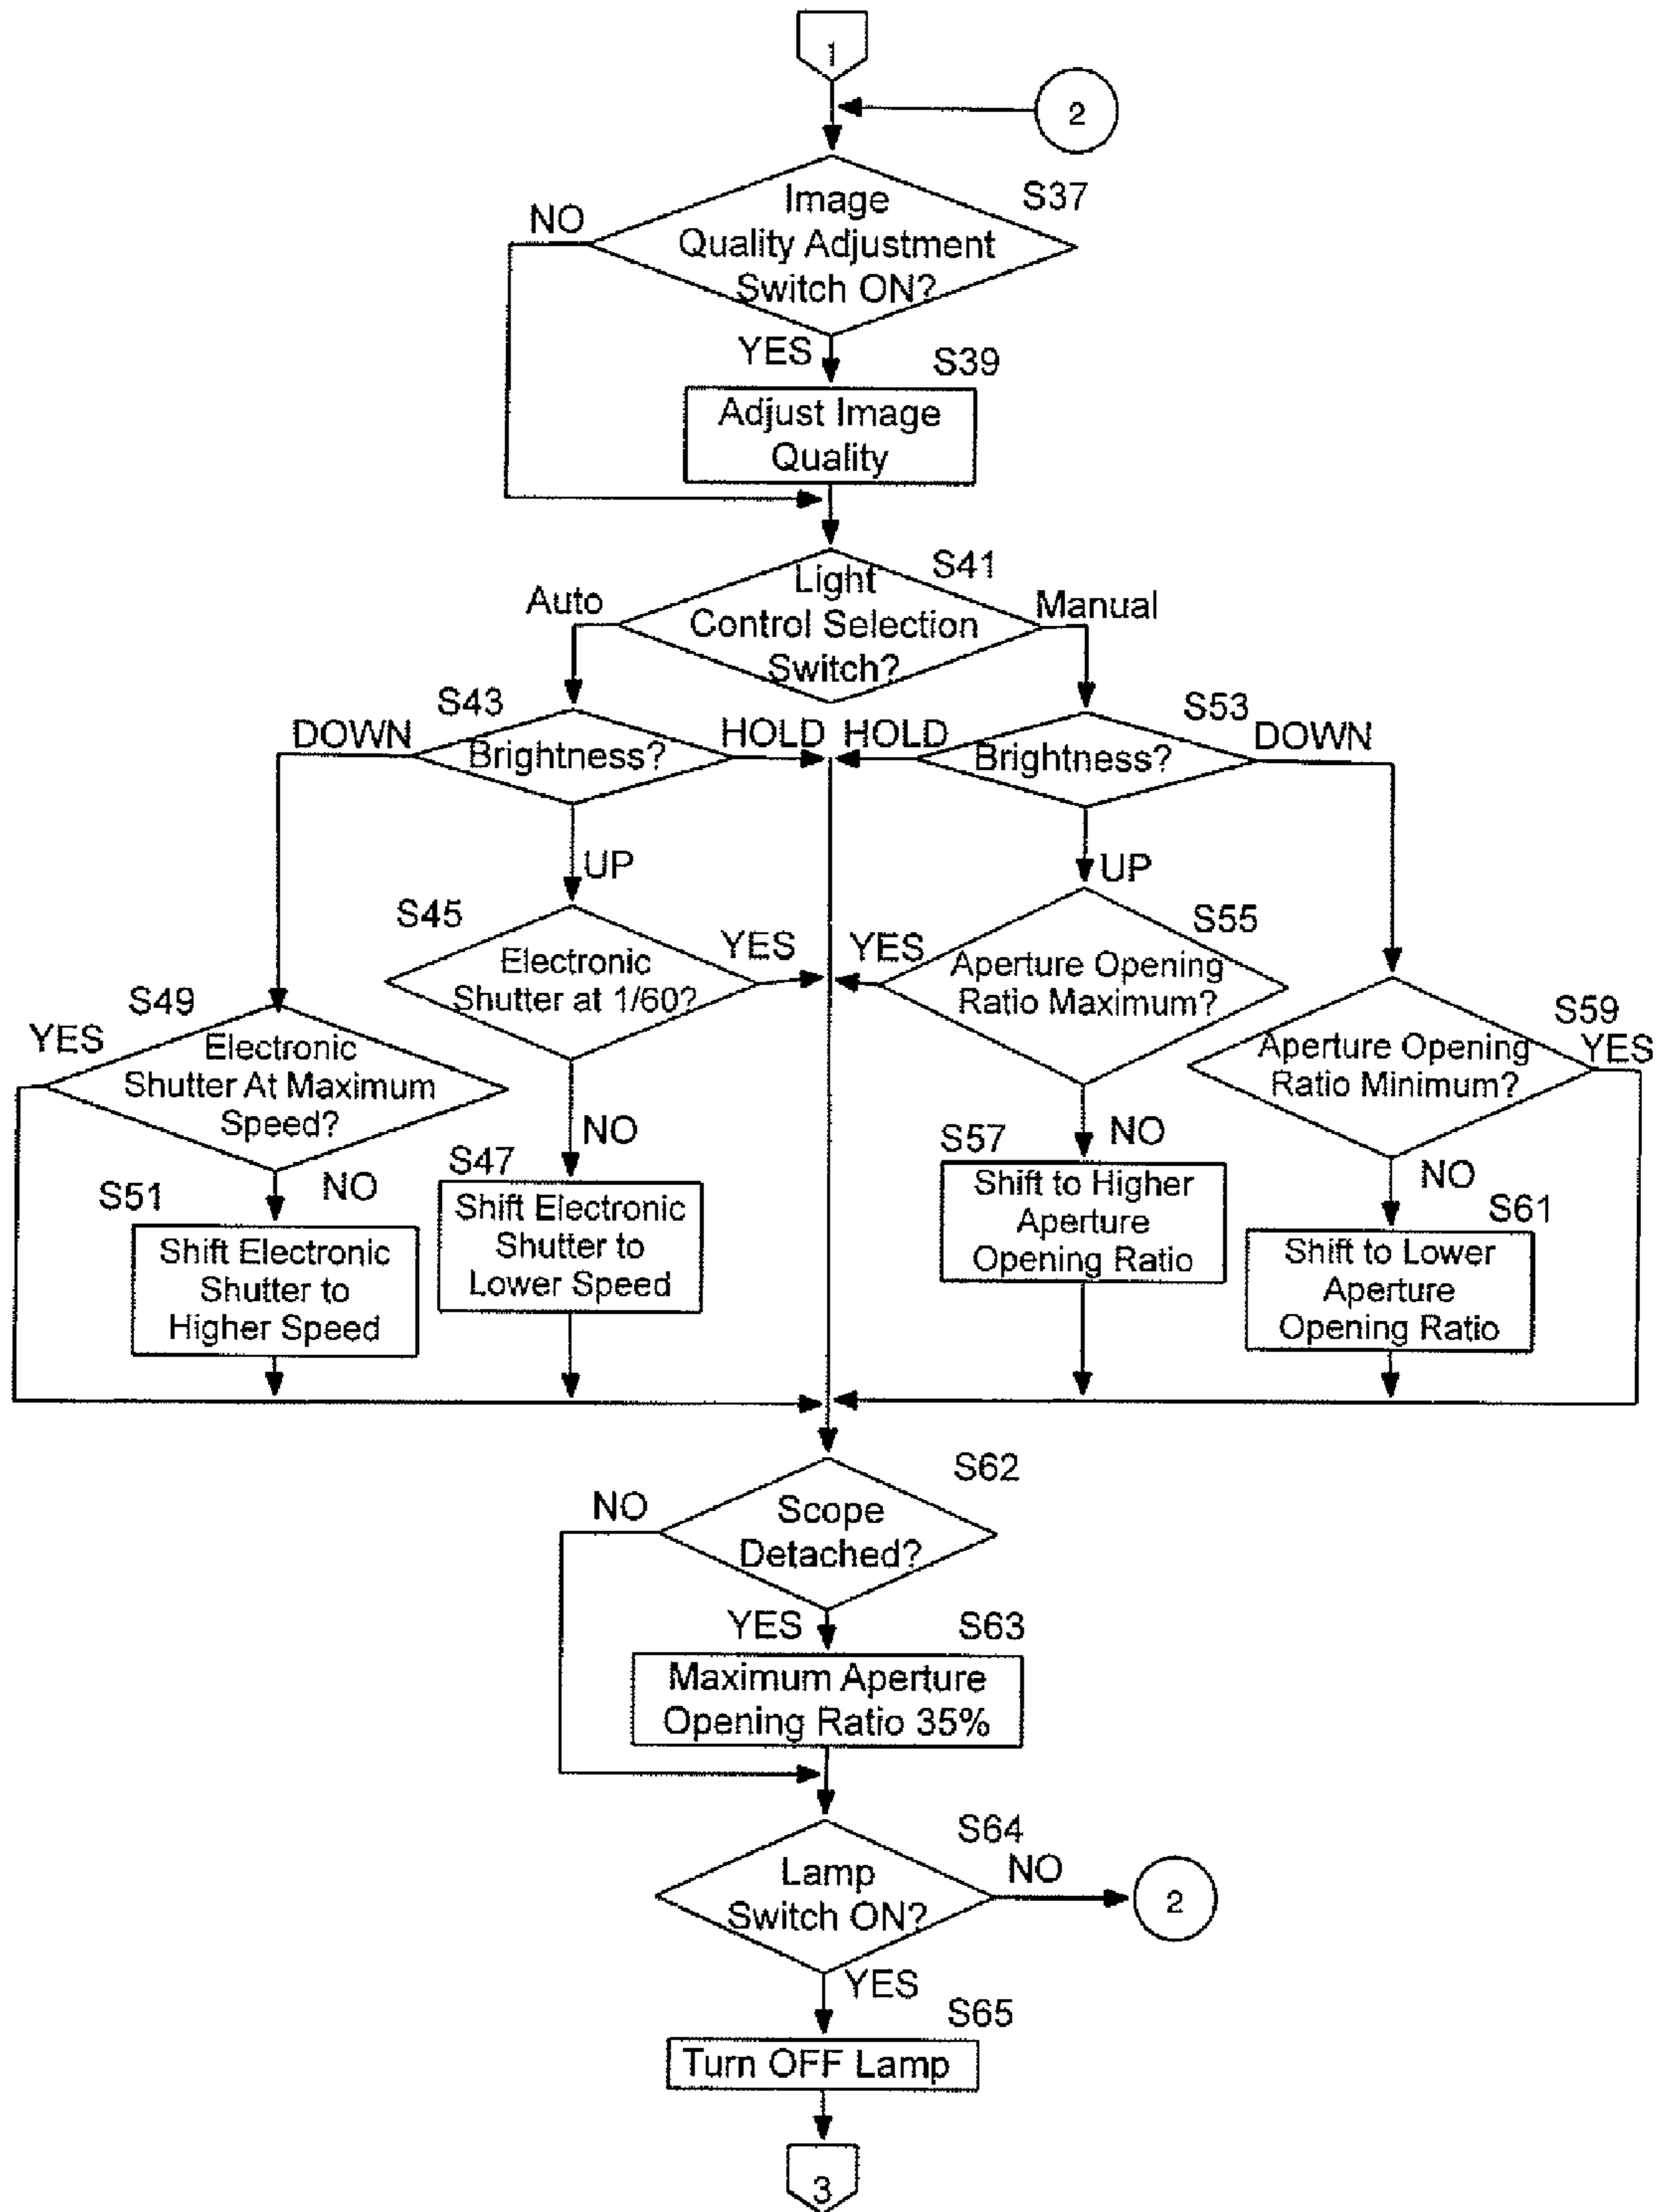 1
2
S37
Image
Quality Adjustment
Switch ON?
NO
YES
S39
Adjust Image
Quality
S41
Light
Control Selection
Switch?
Auto
Manual
S43
Brightness?
DOWN
HOLD
HOLD
S53
Brightness?
DOWN
UP
UP
S45
Electronic
Shutter at 1/60?
YES
YES
S55
Aperture Opening
Ratio Maximum?
S49
YES
Electronic
Shutter At Maximum
Speed?
S59
YES
Aperture Opening
Ratio Minimum?
NO
NO
S47
Shift Electronic
Shutter to
Lower Speed
S57
Shift to Higher
Aperture
Opening Ratio
NO
NO
S51
Shift Electronic
Shutter to
Higher Speed
S61
Shift to Lower
Aperture
Opening Ratio
S62
NO
Scope
Detached?
YES
S63
Maximum Aperture
Opening Ratio 35%
S64
Lamp
Switch ON?
NO
2
YES
S65
Turn OFF Lamp
3